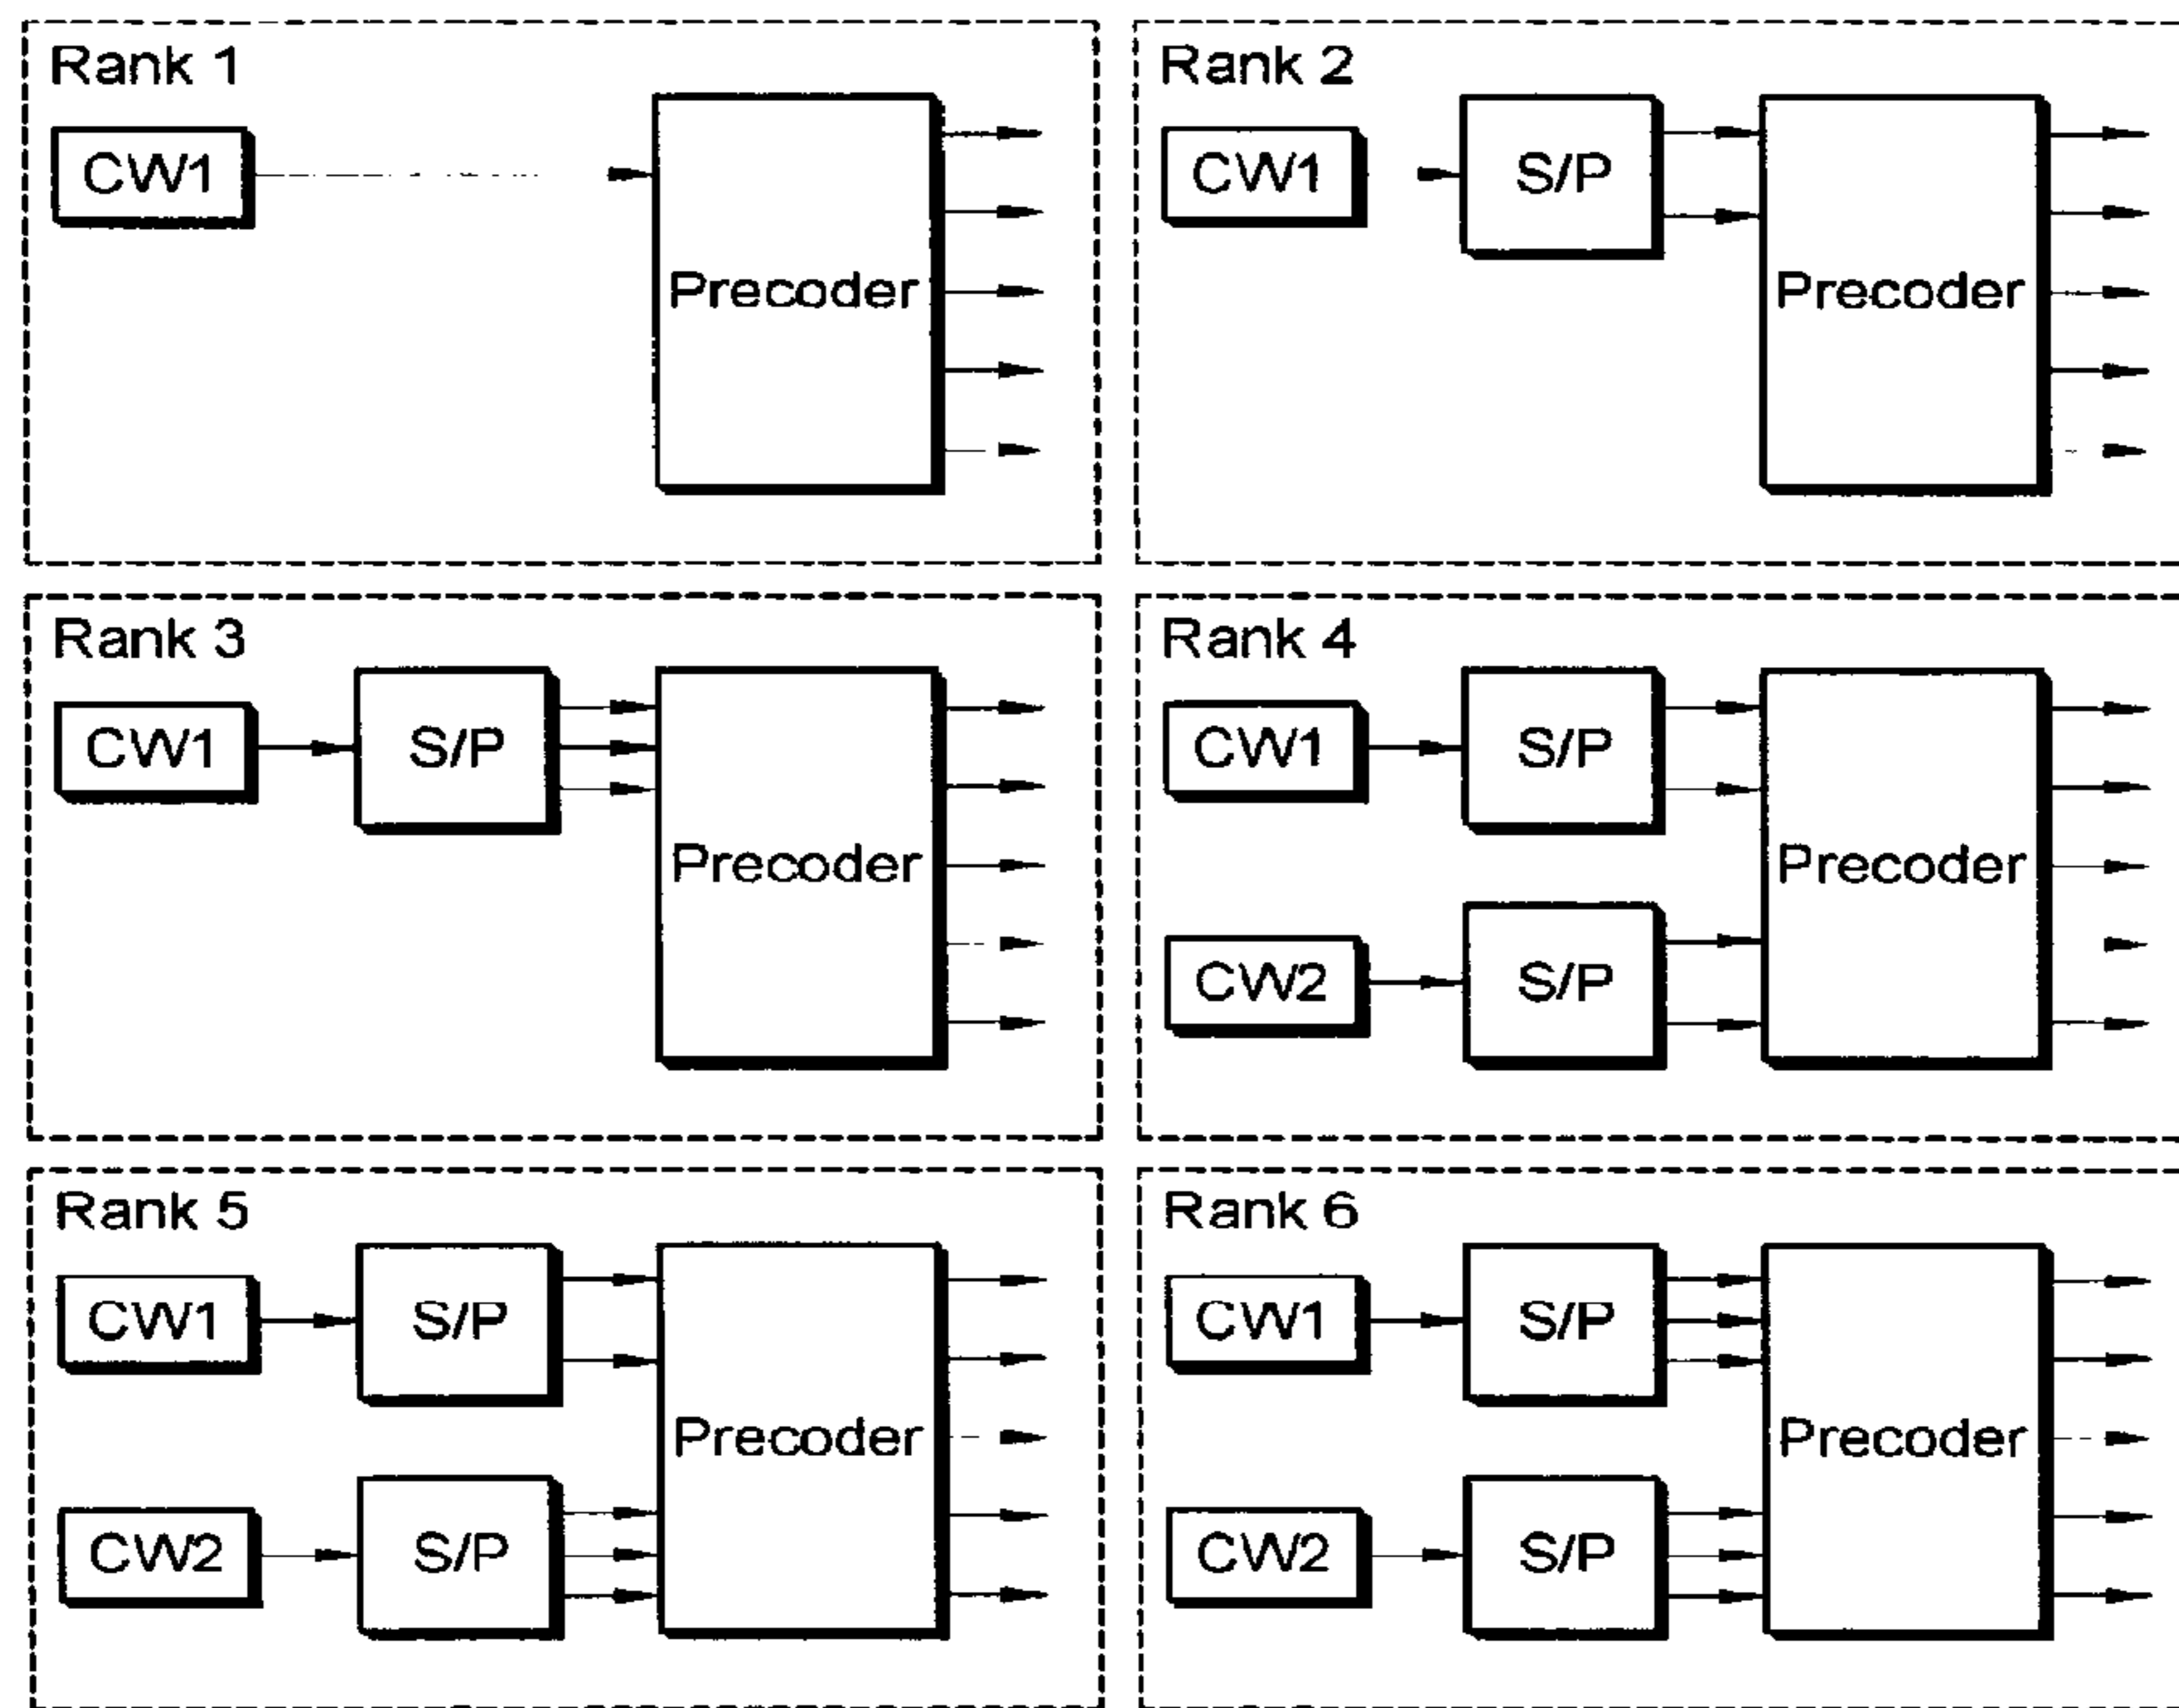 Rank 1
CW1
Precoder
Rank 2
CW1
S/P
Precoder
Rank 3
CW1
S/P
Precoder
Rank 4
CW1
S/P
Precoder
CW2
S/P
Rank 5
CW1
S/P
Precoder
CW2
S/P
Rank 6
CW1
S/P
Precoder
CW2
S/P